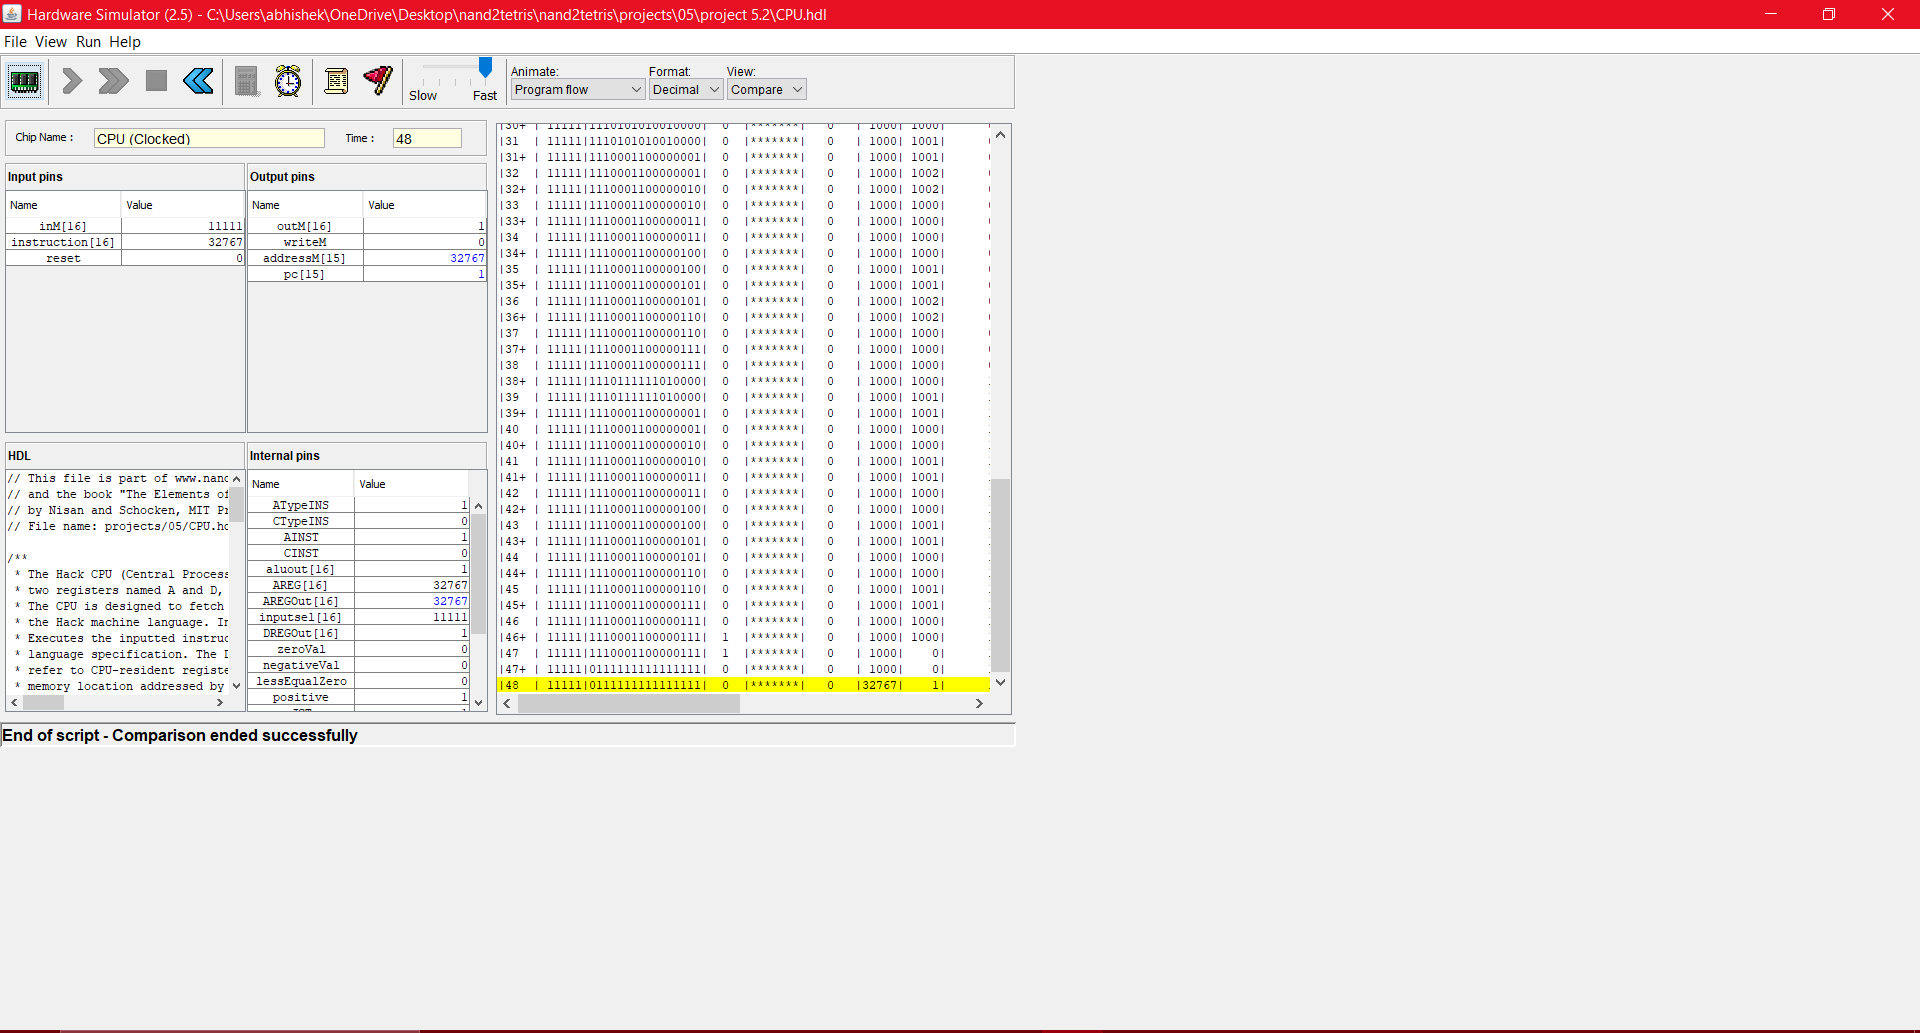 Hardware Simulator (2.5) - C:\Users\abhishek\OneDrive\Desktop\nand2tetris\nand2tetris\projects\05\project 5.2\CPU.hdl
File View Run Help
Slow Fast
Animate: Format: View:
Program flow Decimal Compare
Chip Name : CPU (Clocked) Time : 48
Input pins
Name Value
inM[16] 11111
instruction[16] 32767
reset 0
Output pins
Name Value
outM[16] 1
writeM 0
addressM[15] 32767
pc[15] 1
HDL
// This file is part of www.nand
// and the book "The Elements of
// by Nisan and Schocken, MIT Pr
// File name: projects/05/CPU.hd
/**
* The Hack CPU (Central Process
* two registers named A and D,
* The CPU is designed to fetch
* the Hack machine language. In
* Executes the inputted instruc
* language specification. The D
* refer to CPU-resident registe
* memory location addressed by
Internal pins
Name Value
ATypeINS 1
CTypeINS 0
AINST 1
CINST 0
aluout[16] 1
AREG[16] 32767
AREGOut[16] 32767
inputsel[16] 11111
DREGOut[16] 1
zeroVal 0
negativeVal 0
lessEqualZero 0
positive 1
|30+ | 11111|1110101010010000| 0 |*******| 0 | 1000| 1000|
|31 | 11111|1110101010010000| 0 |*******| 0 | 1000| 1001|
|31+ | 11111|1110001100000001| 0 |*******| 0 | 1000| 1001|
|32 | 11111|1110001100000001| 0 |*******| 0 | 1000| 1002|
|32+ | 11111|1110001100000010| 0 |*******| 0 | 1000| 1002|
|33 | 11111|1110001100000010| 0 |*******| 0 | 1000| 1000|
|33+ | 11111|1110001100000011| 0 |*******| 0 | 1000| 1000|
|34 | 11111|1110001100000011| 0 |*******| 0 | 1000| 1000|
|34+ | 11111|1110001100000100| 0 |*******| 0 | 1000| 1000|
|35 | 11111|1110001100000100| 0 |*******| 0 | 1000| 1001|
|35+ | 11111|1110001100000101| 0 |*******| 0 | 1000| 1001|
|36 | 11111|1110001100000101| 0 |*******| 0 | 1000| 1002|
|36+ | 11111|1110001100000110| 0 |*******| 0 | 1000| 1002|
|37 | 11111|1110001100000110| 0 |*******| 0 | 1000| 1000|
|37+ | 11111|1110001100000111| 0 |*******| 0 | 1000| 1000|
|38 | 11111|1110001100000111| 0 |*******| 0 | 1000| 1000|
|38+ | 11111|1110111111010000| 0 |*******| 0 | 1000| 1000|
|39 | 11111|1110111111010000| 0 |*******| 0 | 1000| 1001|
|39+ | 11111|1110001100000001| 0 |*******| 0 | 1000| 1001|
|40 | 11111|1110001100000001| 0 |*******| 0 | 1000| 1000|
|40+ | 11111|1110001100000010| 0 |*******| 0 | 1000| 1000|
|41 | 11111|1110001100000010| 0 |*******| 0 | 1000| 1001|
|41+ | 11111|1110001100000011| 0 |*******| 0 | 1000| 1001|
|42 | 11111|1110001100000011| 0 |*******| 0 | 1000| 1000|
|42+ | 11111|1110001100000100| 0 |*******| 0 | 1000| 1000|
|43 | 11111|1110001100000100| 0 |*******| 0 | 1000| 1001|
|43+ | 11111|1110001100000101| 0 |*******| 0 | 1000| 1001|
|44 | 11111|1110001100000101| 0 |*******| 0 | 1000| 1000|
|44+ | 11111|1110001100000110| 0 |*******| 0 | 1000| 1000|
|45 | 11111|1110001100000110| 0 |*******| 0 | 1000| 1001|
|45+ | 11111|1110001100000111| 0 |*******| 0 | 1000| 1001|
|46 | 11111|1110001100000111| 0 |*******| 0 | 1000| 1000|
|46+ | 11111|1110001100000111| 1 |*******| 0 | 1000| 1000|
|47 | 11111|1110001100000111| 1 |*******| 0 | 1000| 0|
|47+ | 11111|0111111111111111| 0 |*******| 0 | 1000| 0|
|48 | 11111|0111111111111111| 0 |*******| 0 |32767| 1|
End of script - Comparison ended successfully